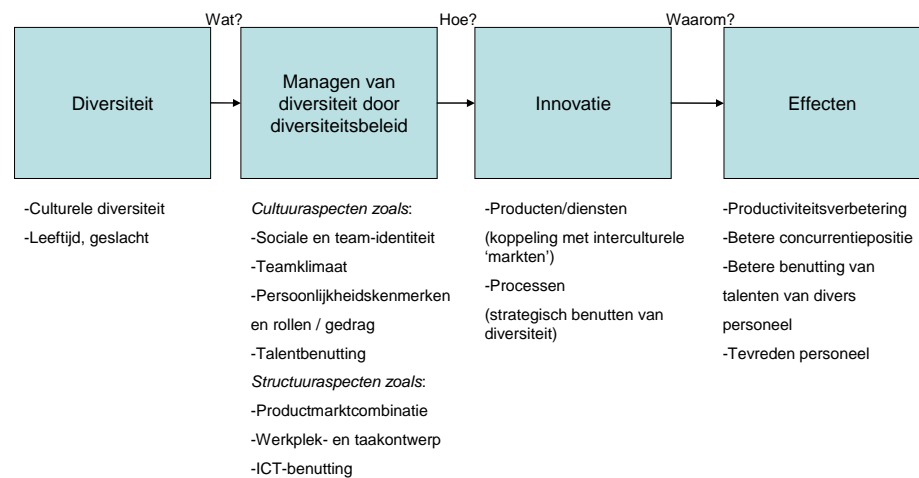 Wat?
Hoe?
Waarom?
Diversiteit
Managen van
diversiteit door
diversiteitsbeleid
Innovatie
Effecten
-Culturele diversiteit
-Leeftijd, geslacht
Cultuuraspecten zoals:
-Sociale en team-identiteit
-Teamklimaat
-Persoonlijkheidskenmerken
en rollen / gedrag
-Talentbenutting
Structuuraspecten zoals:
-Productmarktcombinatie
-Werkplek- en taakontwerp
-ICT-benutting
-Producten/diensten
(koppeling met interculturele
‘markten’)
-Processen
(strategisch benutten van
diversiteit)
-Productiviteitsverbetering
-Betere concurrentiepositie
-Betere benutting van
talenten van divers
personeel
-Tevreden personeel